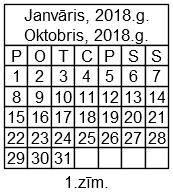 Janvāris, 2018.g.
Oktobris, 2018.g.
P O T C P S S
1 2 3 4 5 6 7
8 9 10 11 12 13 14
15 16 17 18 19 20 21
22 23 24 25 26 27 28
29 30 31
1.zīm.